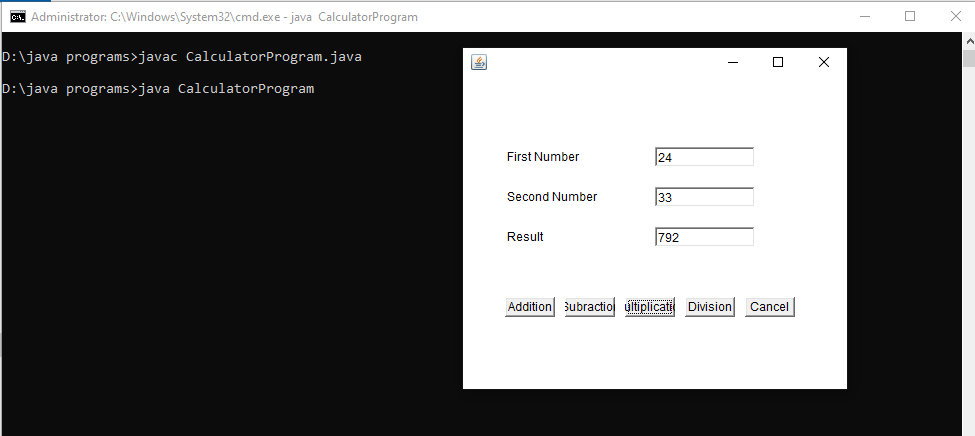 Administrator: C:\Windows\System32\cmd.exe - java  CalculatorProgram
D:\java programs>javac CalculatorProgram.java
D:\java programs>java CalculatorProgram
First Number 24
Second Number 33
Result 792
Addition Subraction ultiplicati Division Cancel